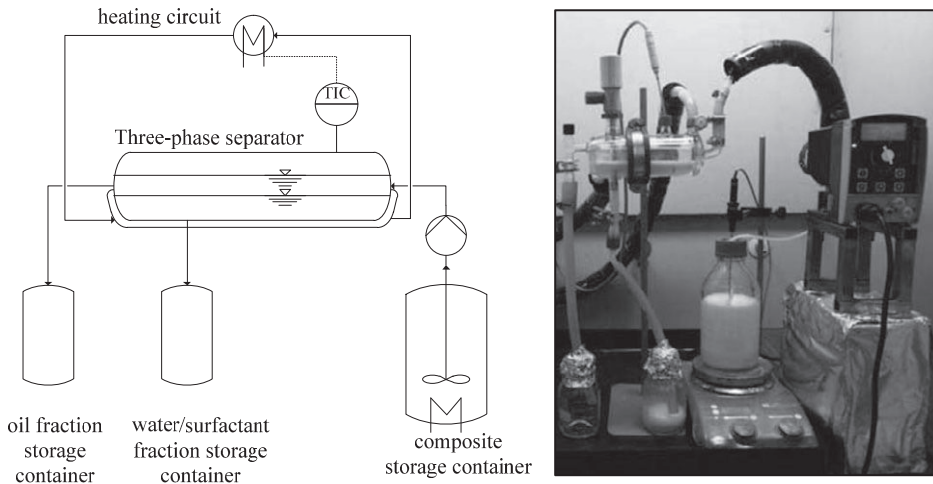 heating circuit
TIC
Three-phase separator
oil fraction
storage
container
water/surfactant
fraction storage
container
composite
storage container